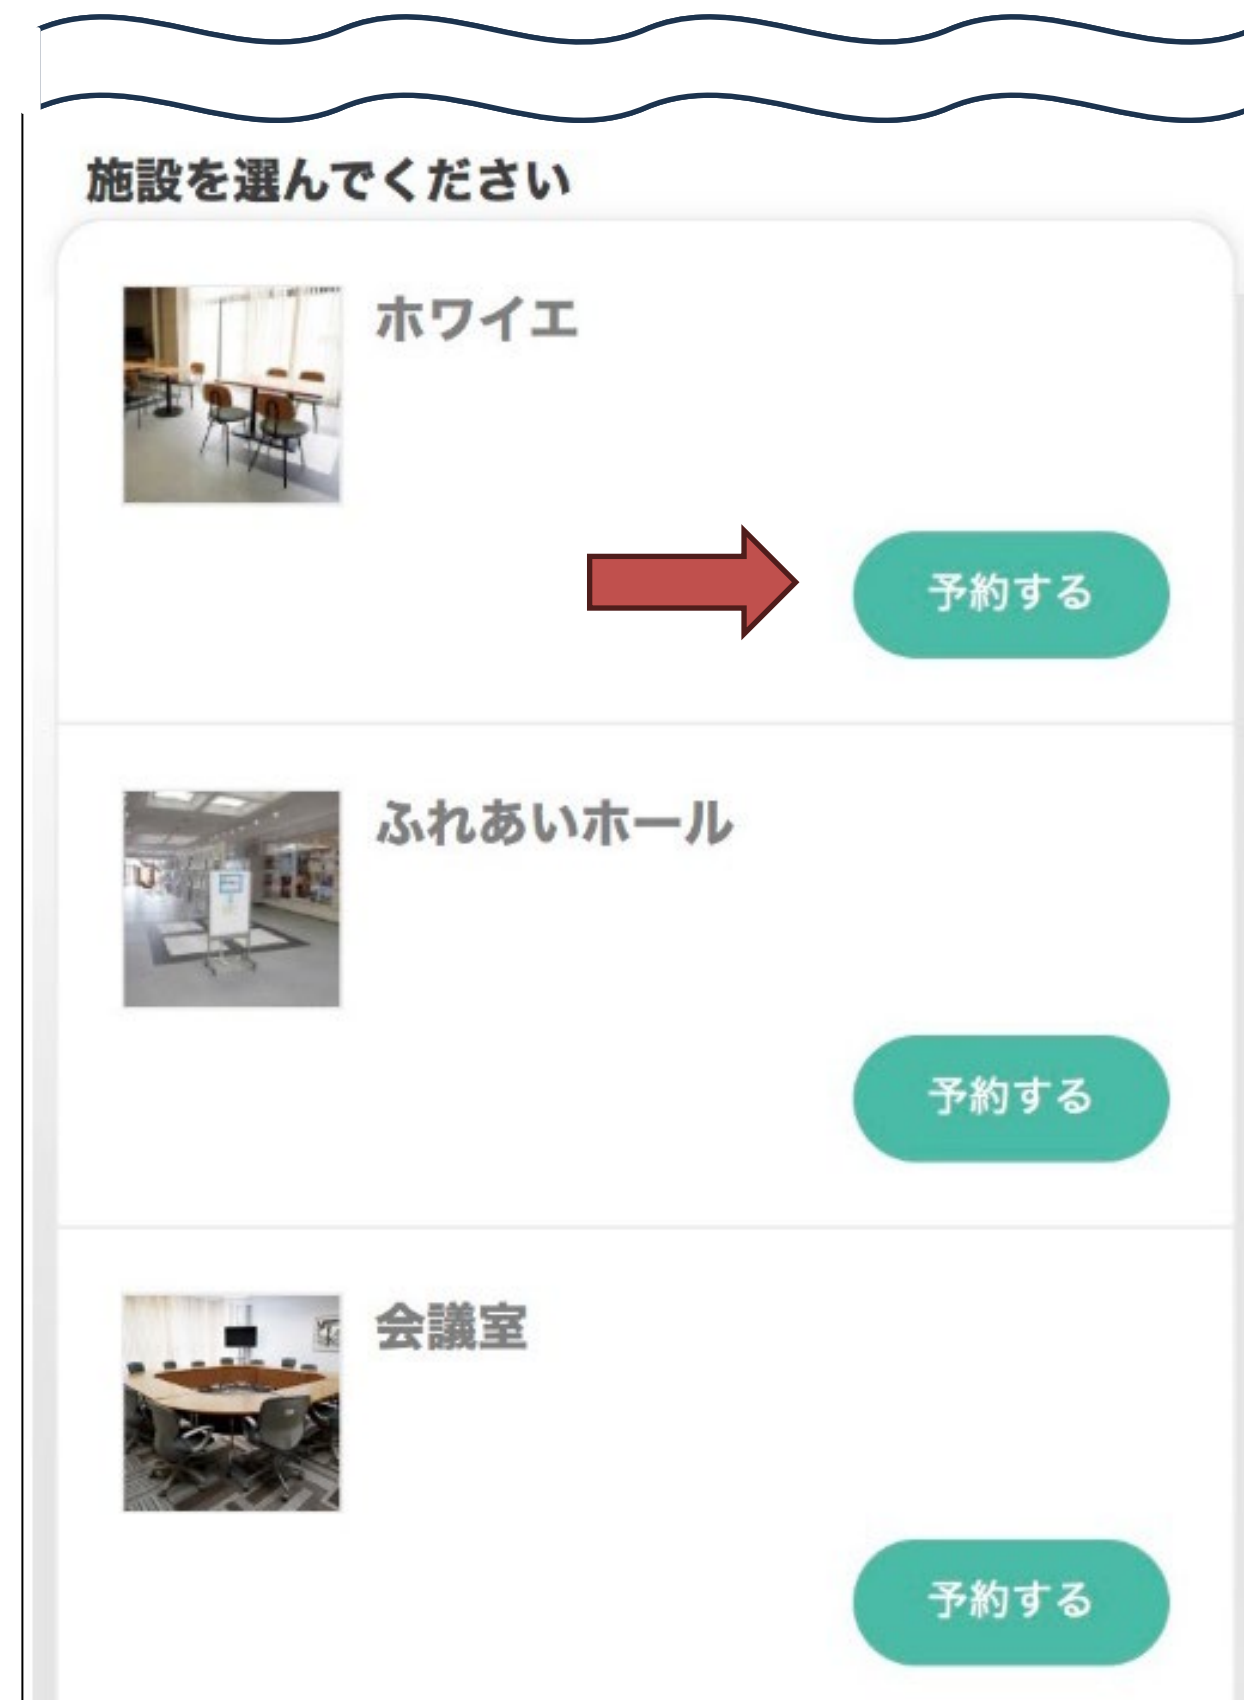 施設を選んでください
ホワイエ
予約する
ふれあいホール
予約する
会議室
予約する